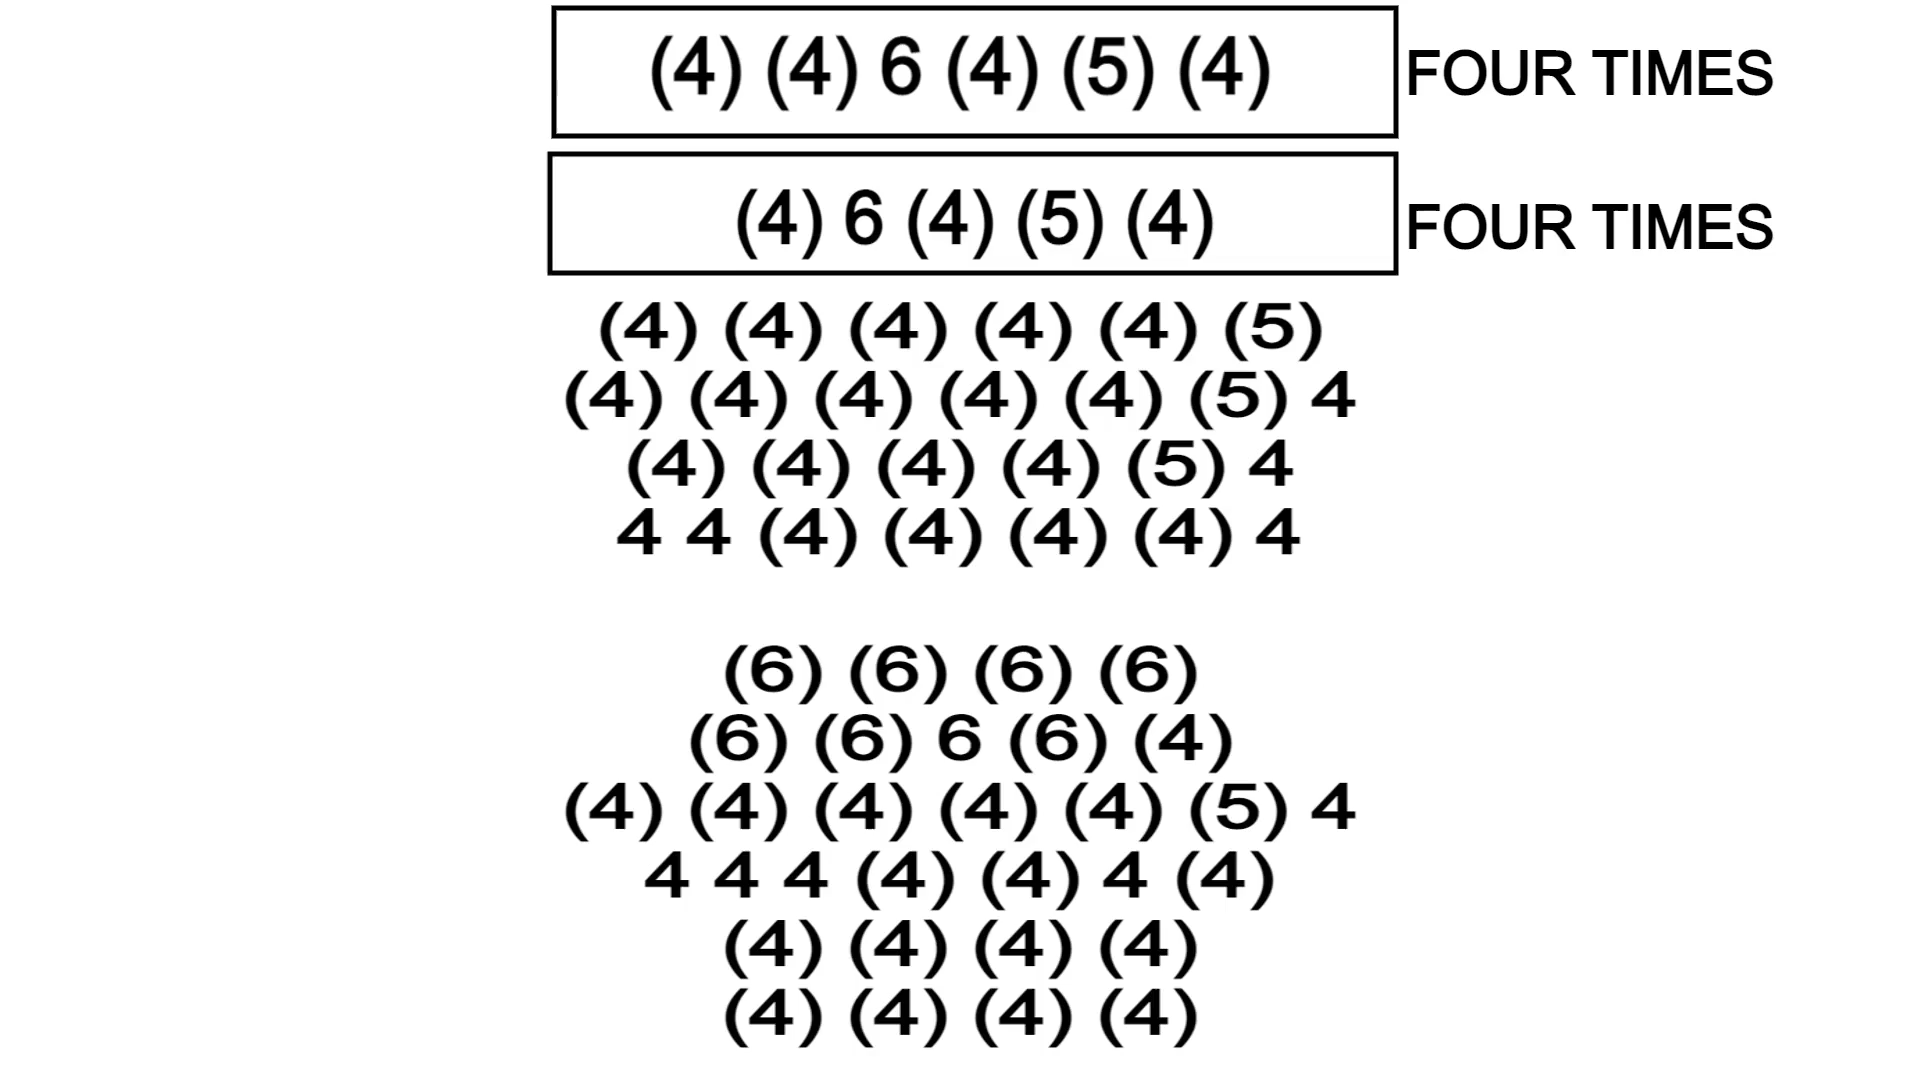 (4) (4) 6 (4) (5) (4) FOUR TIMES
(4) 6 (4) (5) (4) FOUR TIMES
(4) (4) (4) (4) (4) (5)
(4) (4) (4) (4) (4) (5) 4
(4) (4) (4) (4) (5) 4
4 4 (4) (4) (4) (4) 4
(6) (6) (6) (6)
(6) (6) 6 (6) (4)
(4) (4) (4) (4) (4) (5) 4
4 4 4 (4) (4) 4 (4)
(4) (4) (4) (4)
(4) (4) (4) (4)